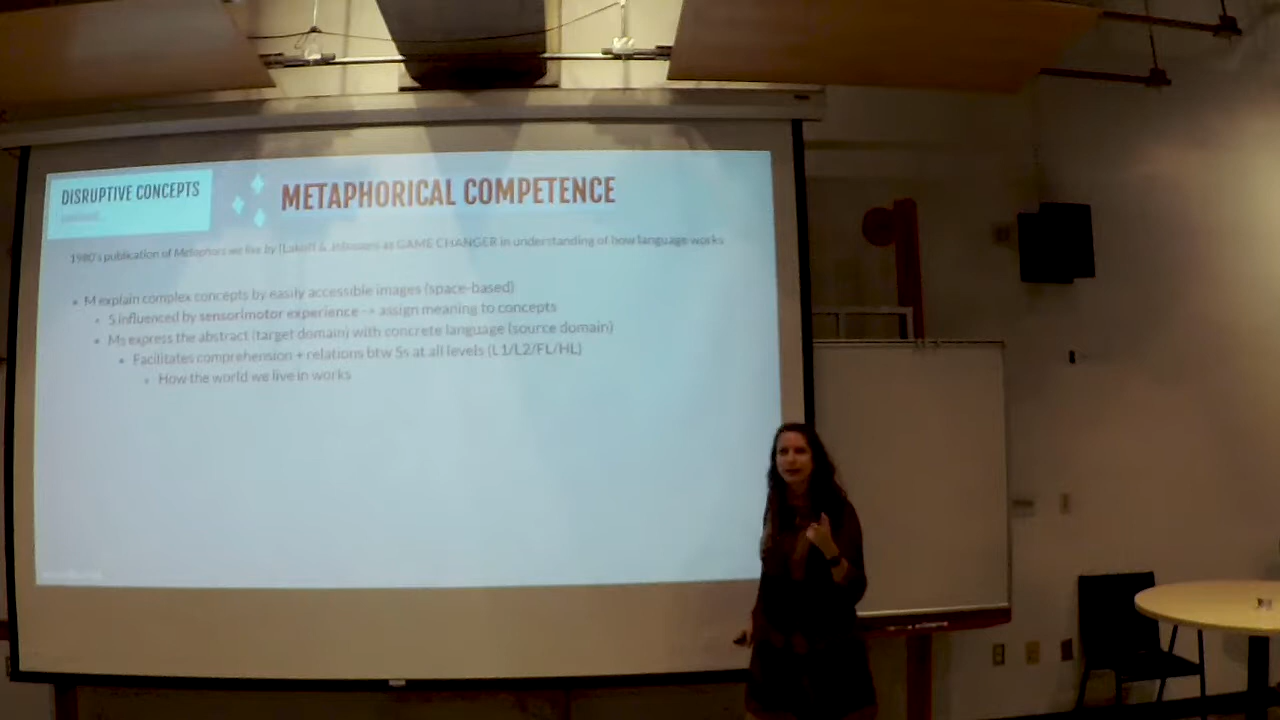 DISRUPTIVE CONCEPTS
METAPHORICAL COMPETENCE
1980's publication of Metaphors we live by (Lakoff & Johnson) as GAME CHANGER in understanding of how language works
M explain complex concepts by easily accessible images (space-based)
S influenced by sensorimotor experience --> assign meaning to concepts
Ms express the abstract (target domain) with concrete language (source domain)
Facilitates comprehension + relations btw Ss at all levels (L1/L2/FL/HL)
How the world we live in works